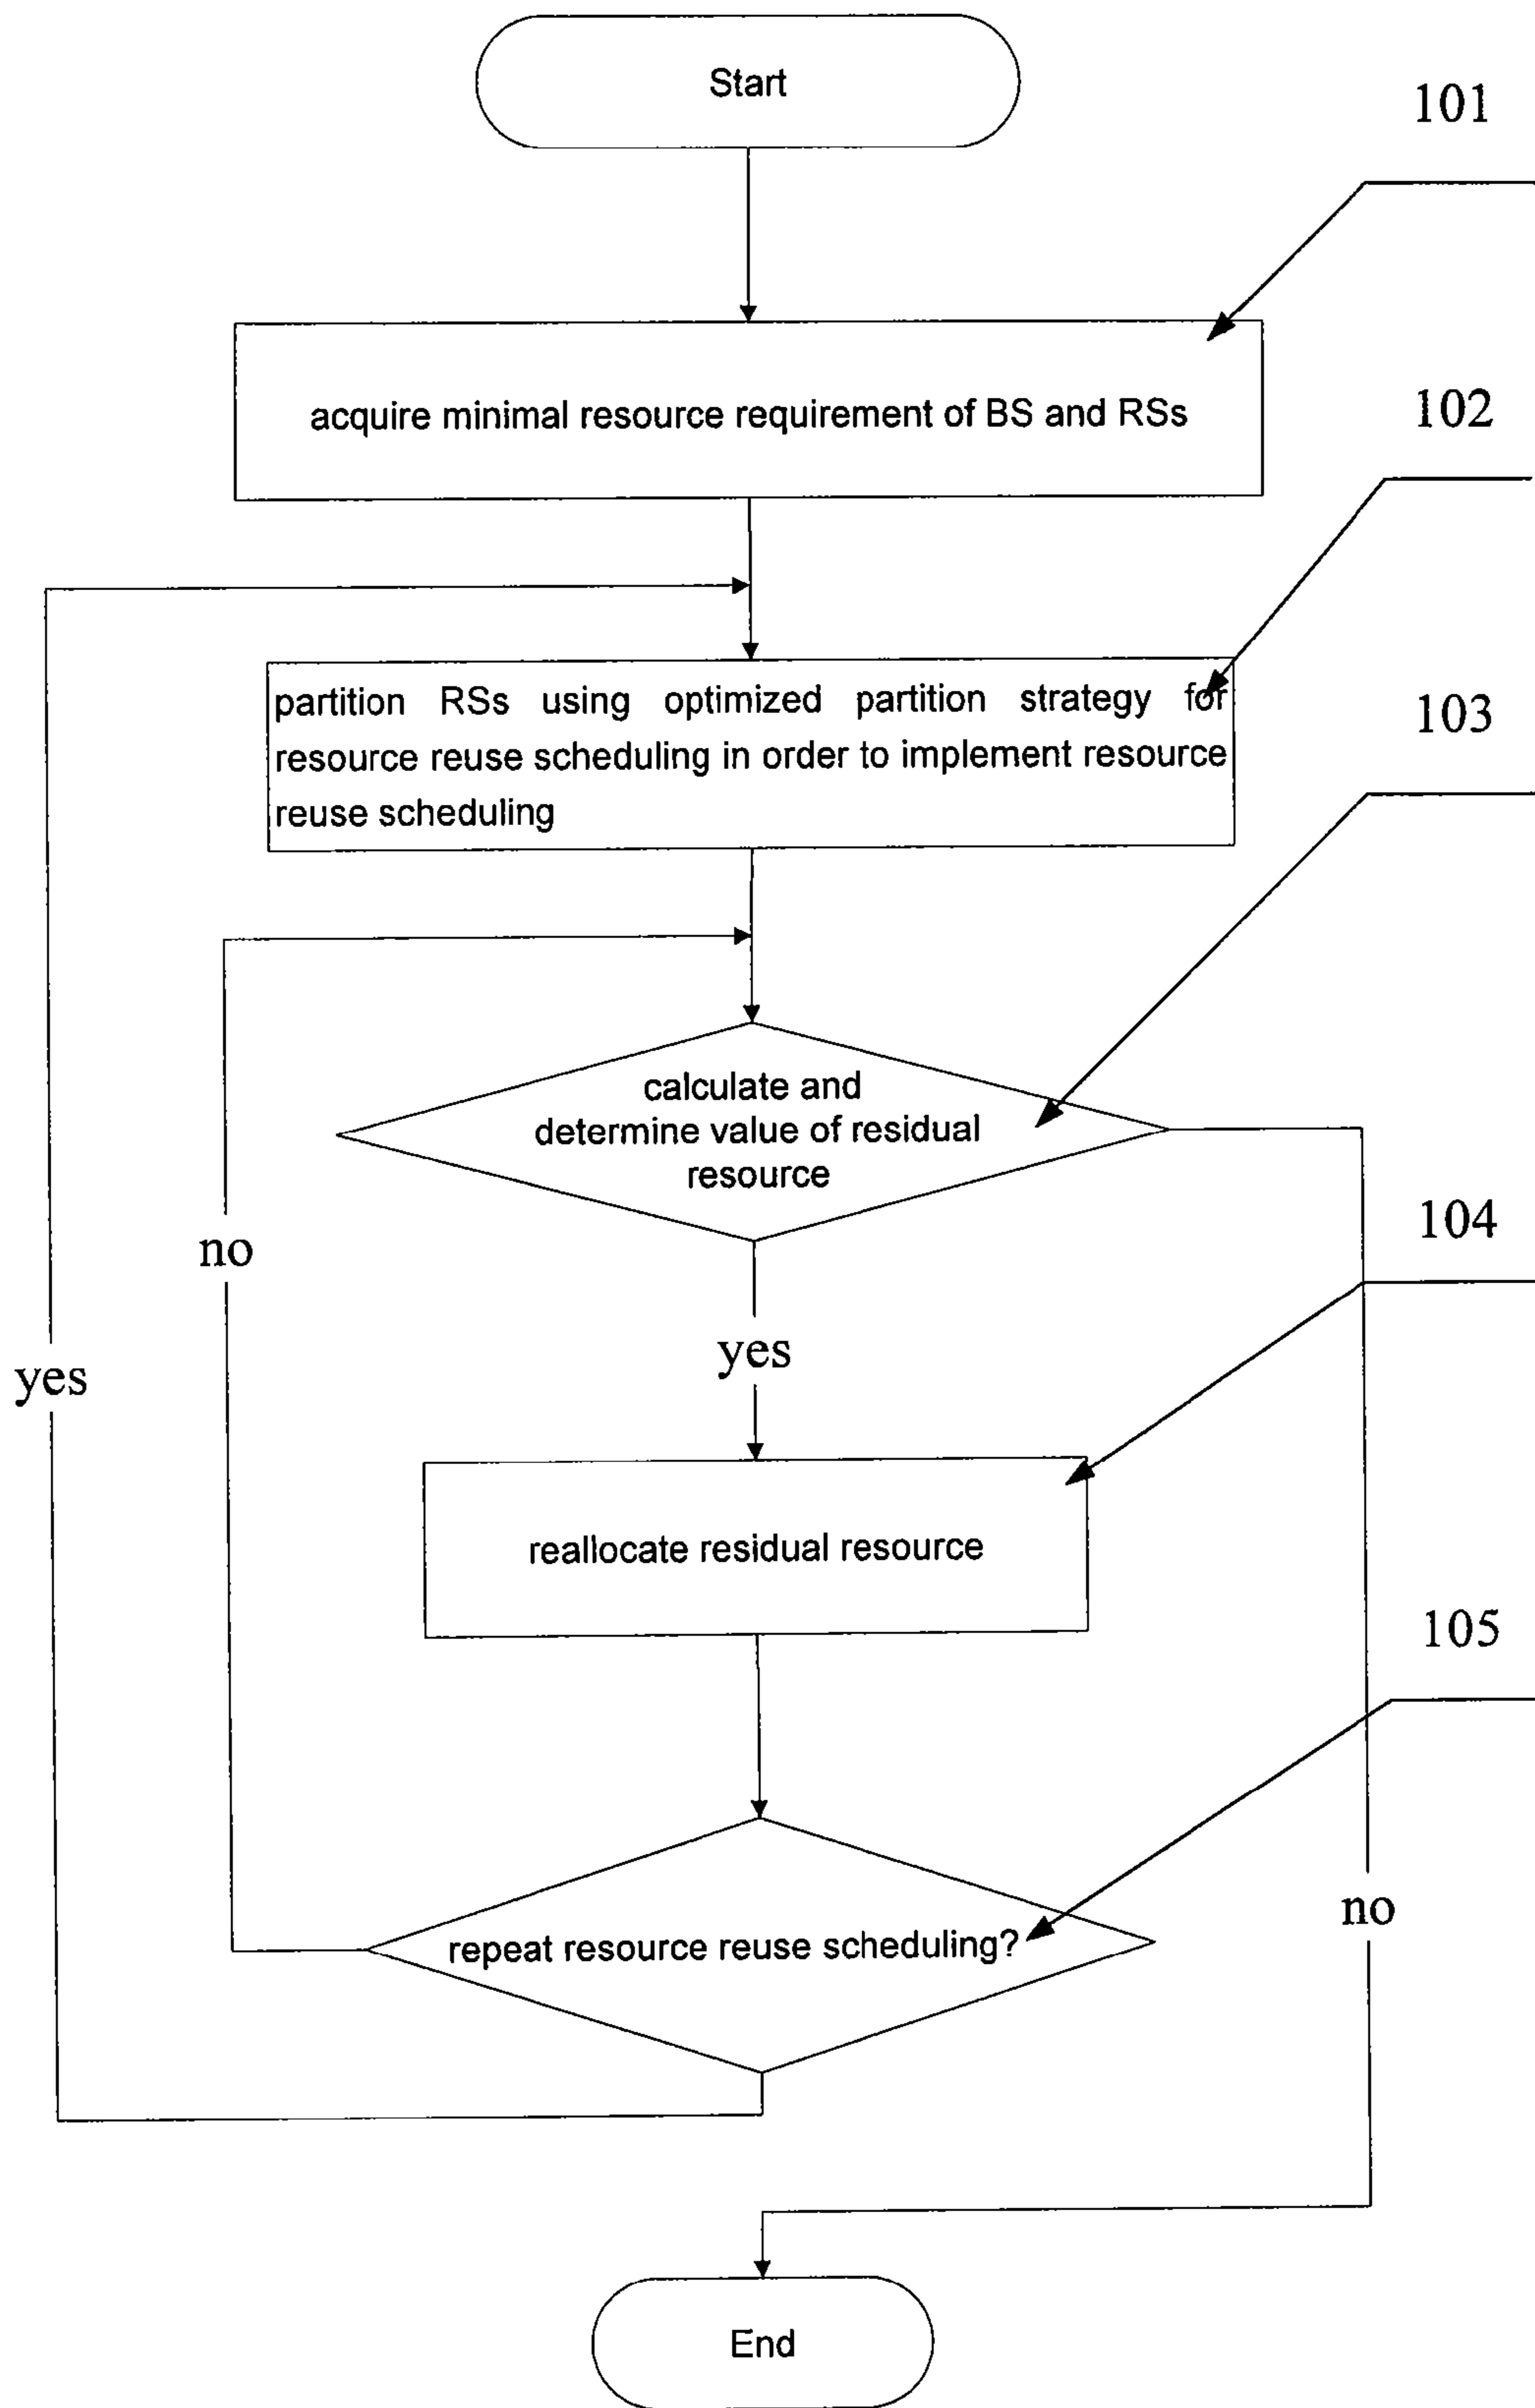 Start
101
acquire minimal resource requirement of BS and RSs
102
partition RSs using optimized partition strategy for
resource reuse scheduling in order to implement resource
reuse scheduling
103
calculate and
determine value of residual
resource
104
no
yes
yes
reallocate residual resource
105
no
repeat resource reuse scheduling?
End